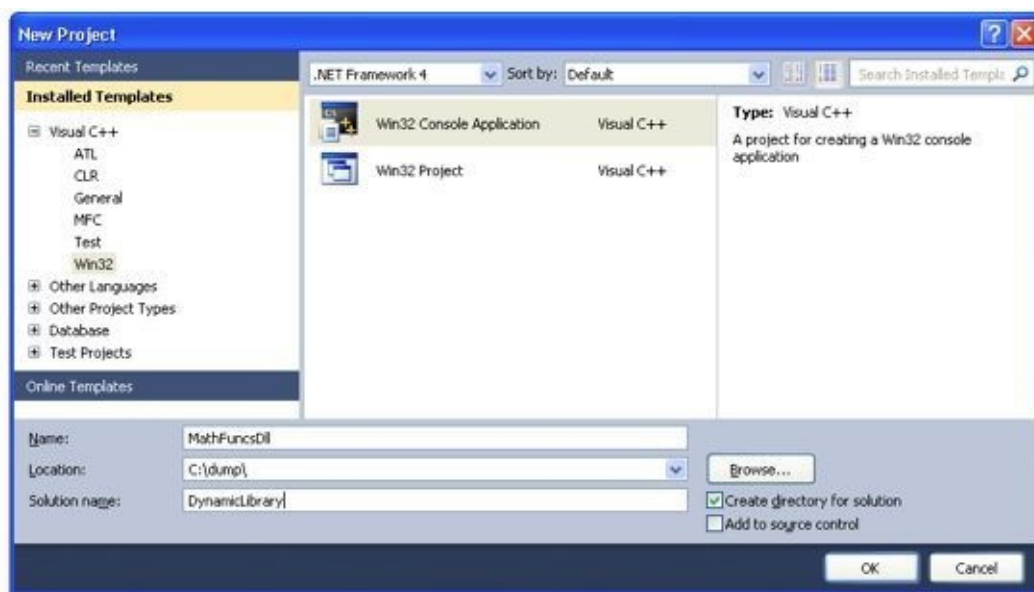 New Project
Recent Templates
Installed Templates
Visual C++
ATL
CLR
General
MFC
Test
Win32
Other Languages
Other Project Types
Database
Test Projects
Online Templates
.NET Framework 4
Sort by: Default
Search Installed Templa
Win32 Console Application Visual C++
Win32 Project Visual C++
Type: Visual C++
A project for creating a Win32 console
application
Name: MathFuncsDll
Location: C:\dump\
Browse...
Solution name: DynamicLibrary
Create directory for solution
Add to source control
OK Cancel